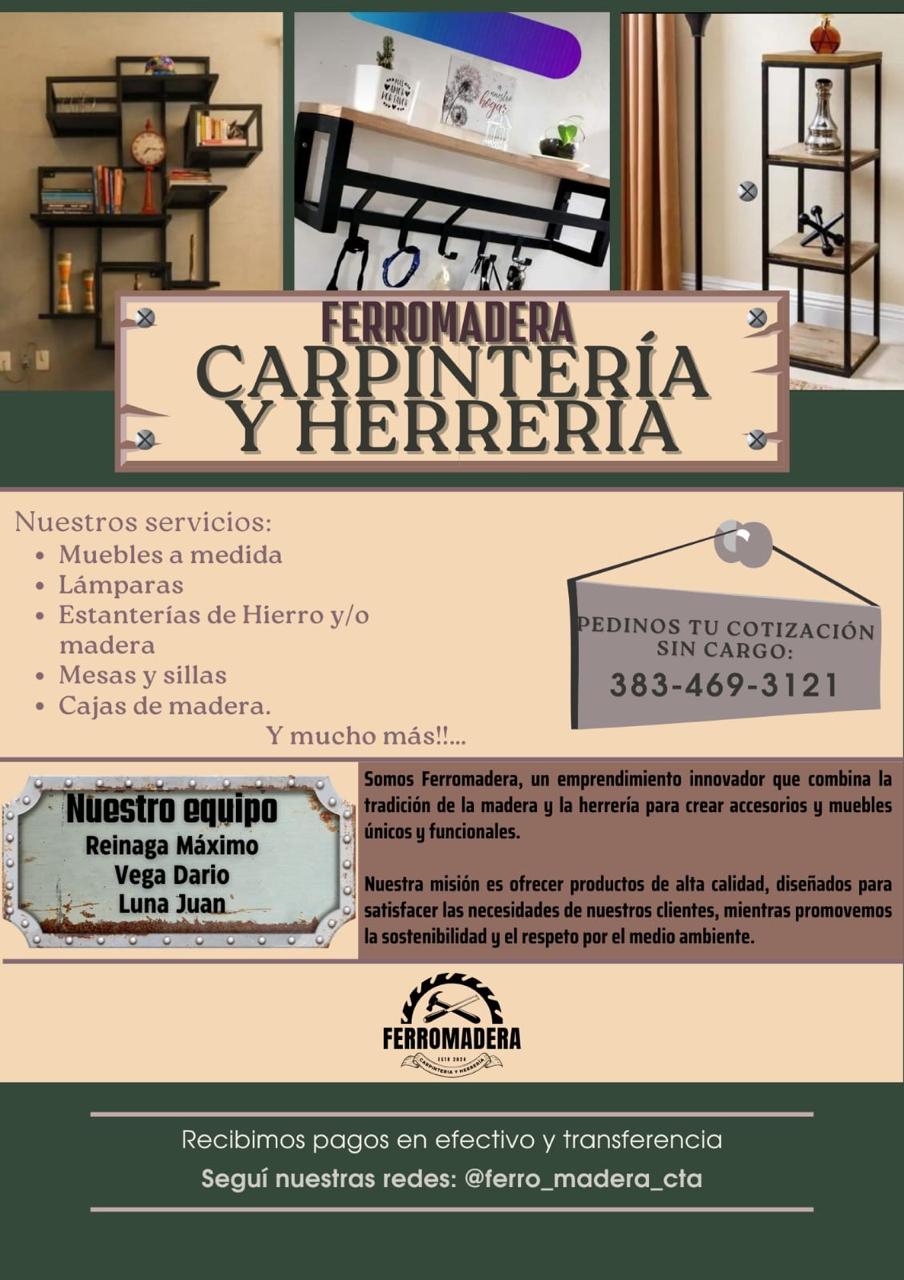 FERROMADERA
CARPINTERÍA
Y HERRERÍA
Nuestros servicios:
• Muebles a medida
• Lámparas
• Estanterías de Hierro y/o
madera
• Mesas y sillas
• Cajas de madera.
Y mucho más!!...
PEDINOS TU COTIZACIÓN
SIN CARGO:
383-469-3121
Nuestro equipo
Reinaga Máximo
Vega Dario
Luna Juan
Somos Ferromadera, un emprendimiento innovador que combina la
tradición de la madera y la herrería para crear accesorios y muebles
únicos y funcionales.
Nuestra misión es ofrecer productos de alta calidad, diseñados para
satisfacer las necesidades de nuestros clientes, mientras promovemos
la sostenibilidad y el respeto por el medio ambiente.
FERROMADERA
ESTD 2024
CARPINTERIA Y HERRERÍA
Recibimos pagos en efectivo y transferencia
Seguí nuestras redes: @ferro_madera_cta